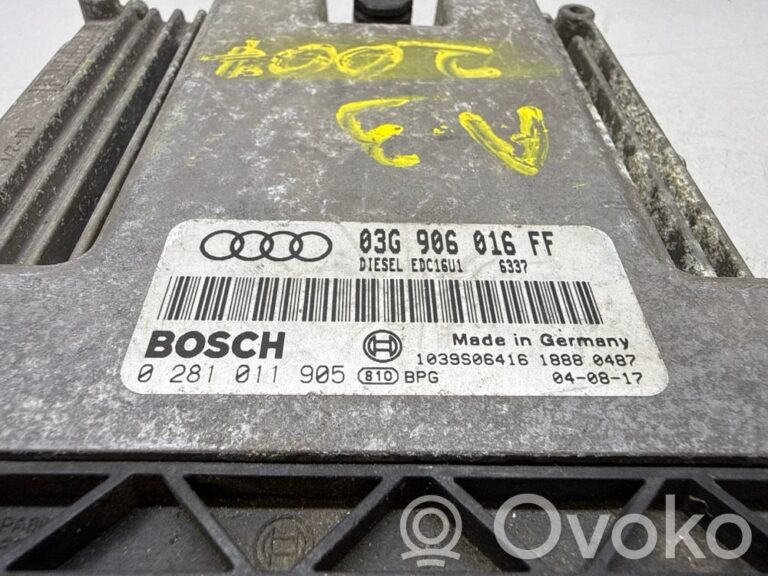 03G 906 016 FF
DIESEL EDC16U1 6337
BOSCH
Made in Germany
1039S06416 1888 0487
0 281 011 905 810 BPG
04-08-17
Ovoko